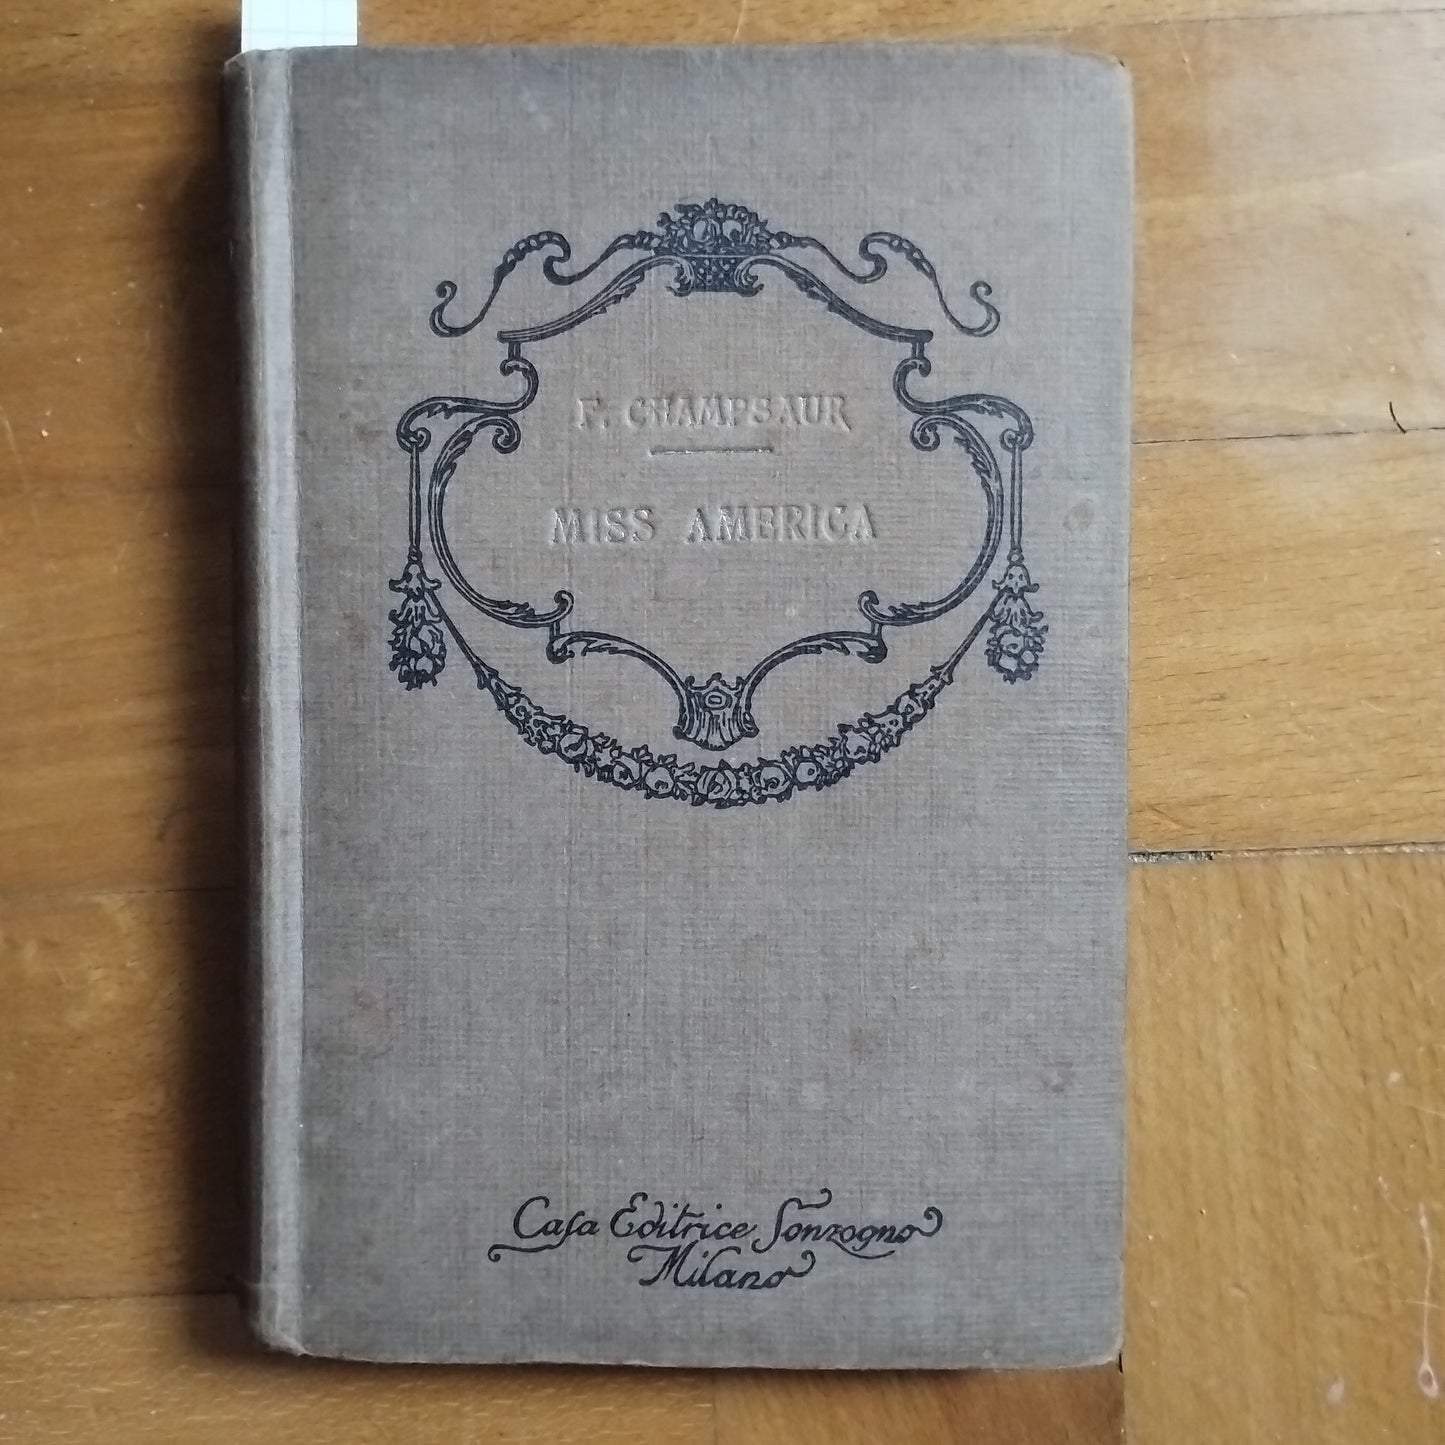 F. CHAMPSAUR
MISS AMERICA
Casa Editrice Sonzogno
Milano